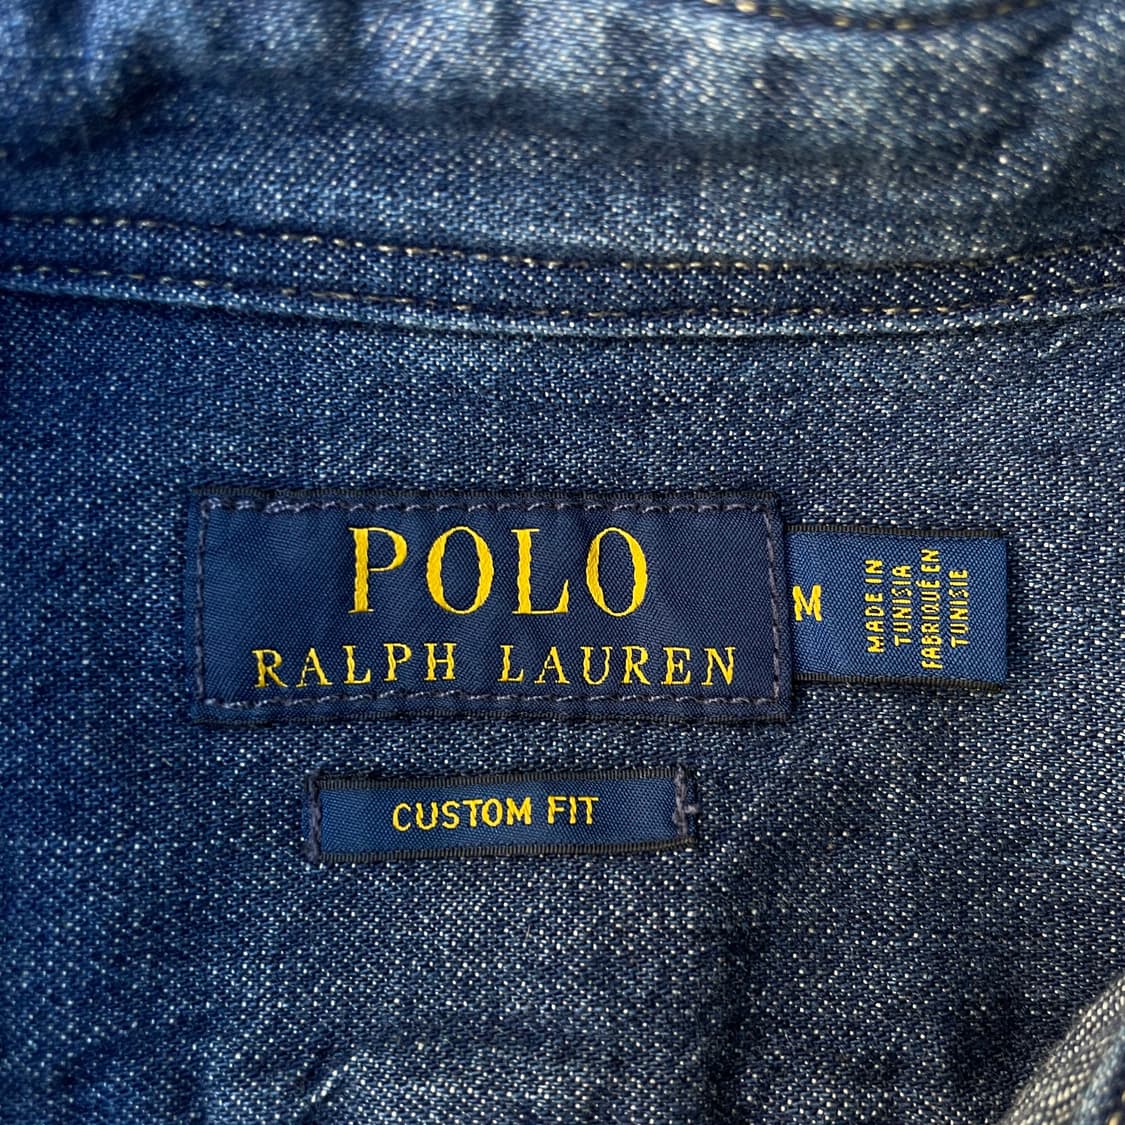 POLO
RALPH LAUREN
M
MADE IN
TUNISIA
FABRIQUÉ EN
TUNISIE
CUSTOM FIT